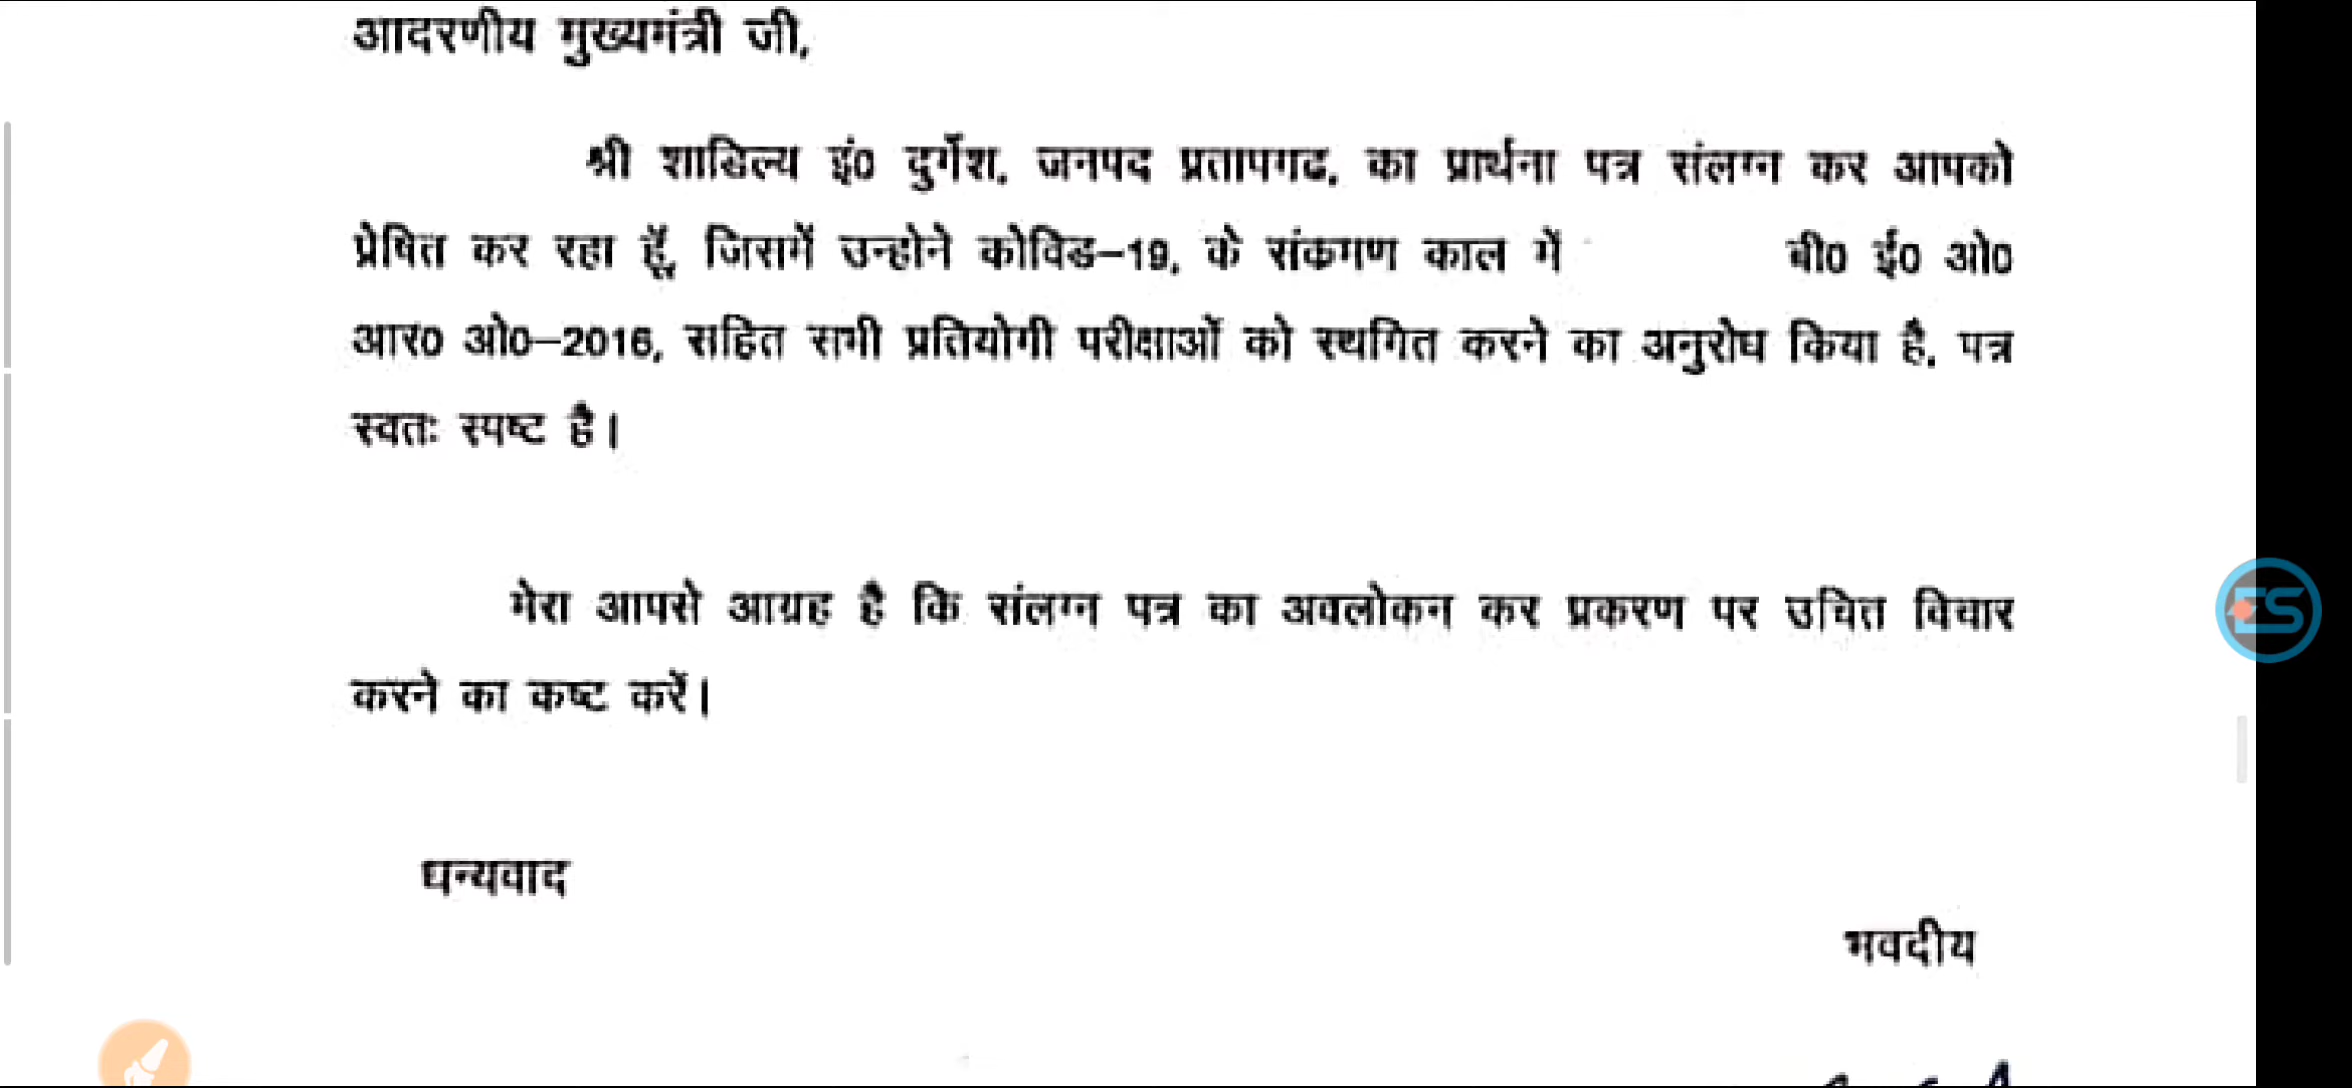 आदरणीय मुख्यमंत्री जी,
श्री शाडिल्य इं0 दुर्गेश, जनपद प्रतापगढ, का प्रार्थना पत्र संलग्न कर आपको
प्रेषित कर रहा हूँ, जिसमें उन्होने कोविड–19, के संक्रमण काल में बी0 ई0 ओ0
आर0 ओ0–2016, सहित सभी प्रतियोगी परीक्षाओं को स्थगित करने का अनुरोध किया है, पत्र
स्वतः स्पष्ट है।
मेरा आपसे आग्रह है कि संलग्न पत्र का अवलोकन कर प्रकरण पर उचित विचार
करने का कष्ट करें।
धन्यवाद
भवदीय
ES